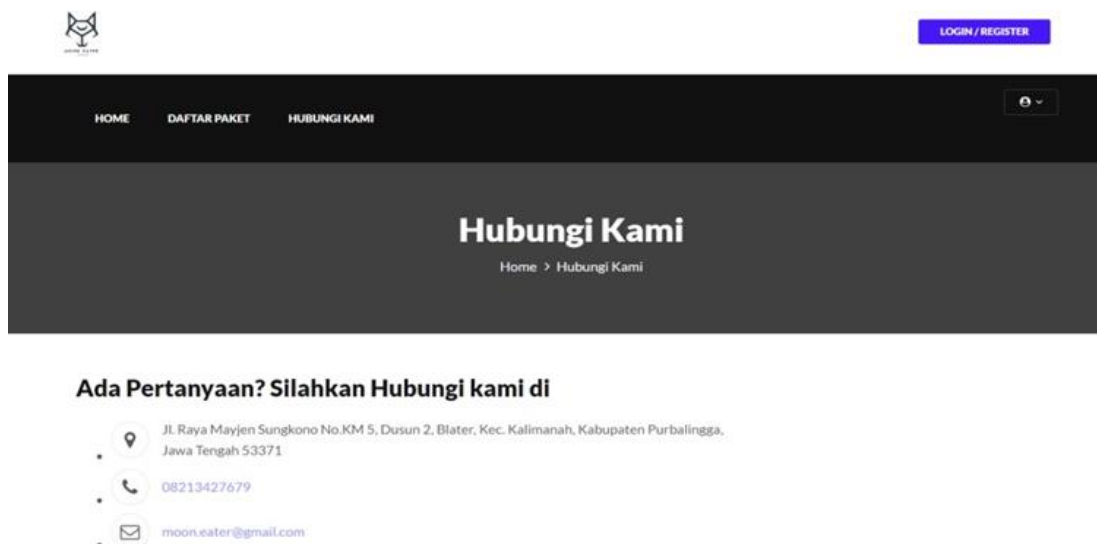 LOGIN / REGISTER
HOME
DAFTAR PAKET
HUBUNGI KAMI
Hubungi Kami
Home > Hubungi Kami
Ada Pertanyaan? Silahkan Hubungi kami di
Jl. Raya Mayjen Sungkono No.KM 5, Dusun 2, Blater, Kec. Kalimanah, Kabupaten Purbalingga,
Jawa Tengah 53371
08213427679
moon.eater@gmail.com